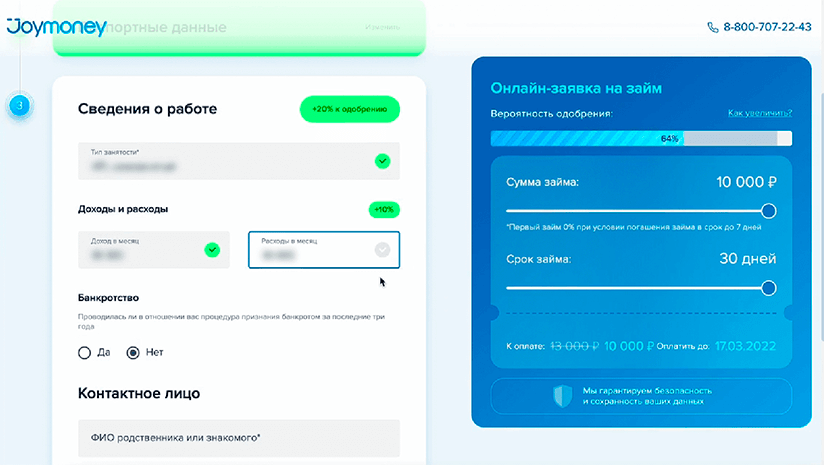 Joymoney
портные данные
Изменить
8-800-707-22-43
3
Сведения о работе
+20% к одобрению
Тип занятости*
Доходы и расходы
+10%
Доход в месяц
Расходы в месяц
Банкротство
Проводилась ли в отношении вас процедура признания банкротом за последние три
года
Да
Нет
Контактное лицо
ФИО родственника или знакомого*
Онлайн-заявка на займ
Вероятность одобрения:
Как увеличить?
64%
Сумма займа:
10 000 ₽
*Первый займ 0% при условии погашения займа в срок до 7 дней
Срок займа:
30 дней
К оплате: 13 000 ₽ 10 000 ₽ Оплатить до: 17.03.2022
Мы гарантируем безопасность
и сохранность ваших данных